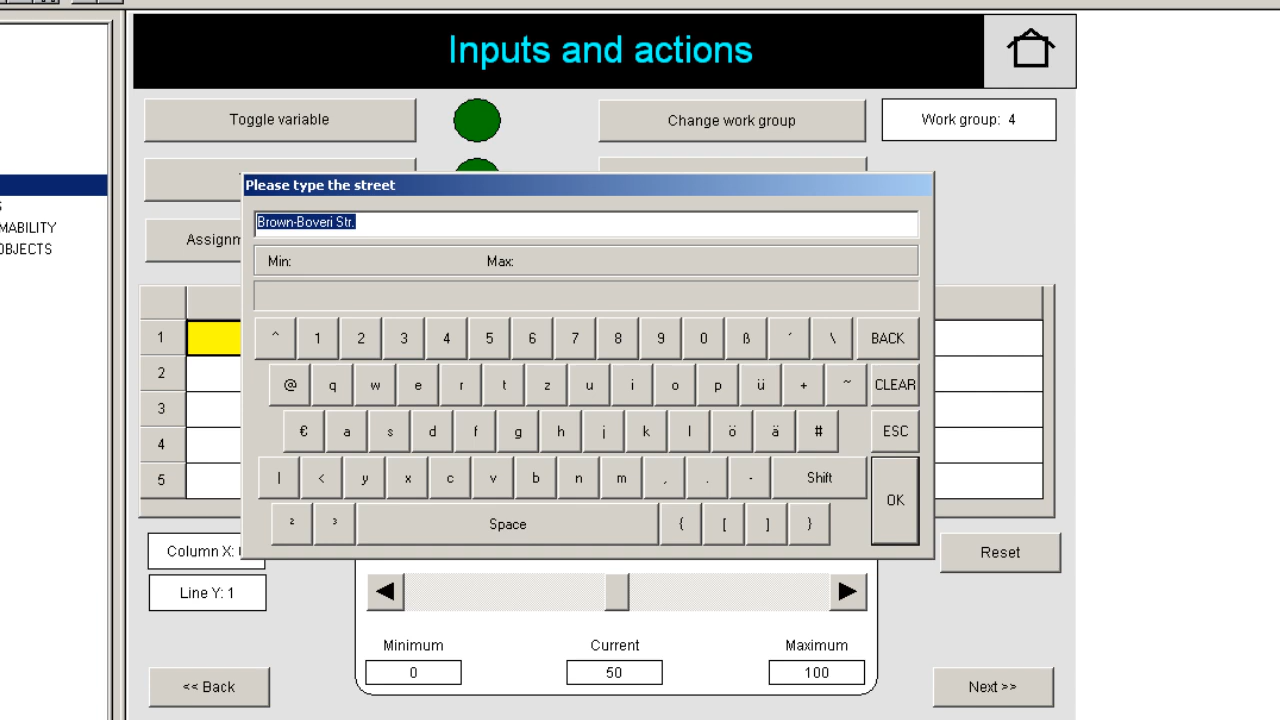 Inputs and actions
Toggle variable
Change work group
Work group: 4
Please type the street
MABILITY
OBJECTS
Brown-Boveri Str.
Assignm
Min: Max:
1
2
3
4
5
^ 1 2 3 4 5 6 7 8 9 0 ß ´ \ BACK
@ q w e r t z u i o p ü + ~ CLEAR
€ a s d f g h j k l ö ä # ESC
| < y x c v b n m , . - Shift
OK
² ³ Space { [ ] }
Column X:
Reset
Line Y: 1
Minimum Current Maximum
0 50 100
<< Back
Next >>